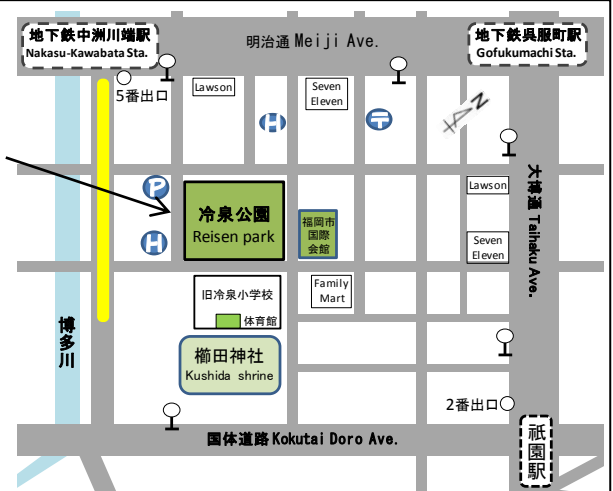 地下鉄中洲川端駅
Nakasu-Kawabata Sta.
明治通 Meiji Ave.
地下鉄呉服町駅
Gofukumachi Sta.
5番出口
Lawson
Seven
Eleven
H
〒
N
P
H
冷泉公園
Reisen park
福岡市
国際
会館
Lawson
Seven
Eleven
大博通 Taihaku Ave.
旧冷泉小学校
体育館
Family
Mart
櫛田神社
Kushida shrine
博多川
2番出口
国体道路 Kokutai Doro Ave.
祇園駅